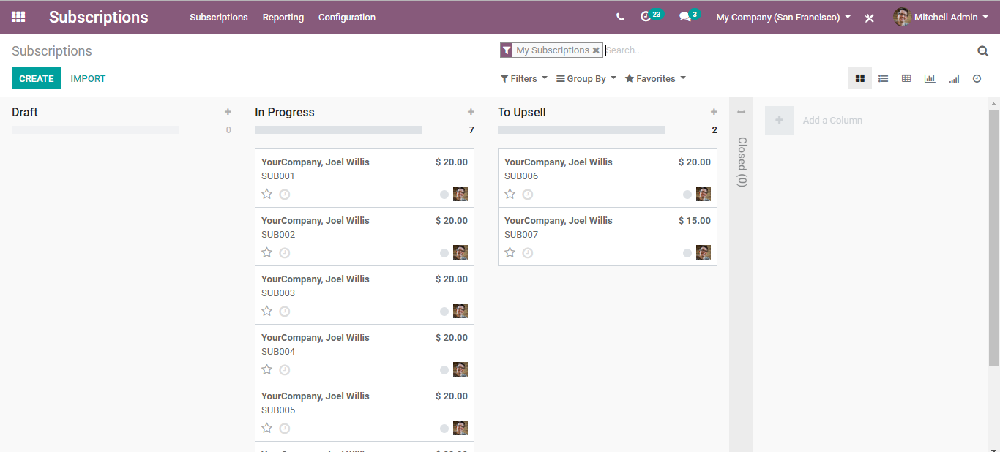 Subscriptions Subscriptions Reporting Configuration 23 3 My Company (San Francisco) Mitchell Admin
Subscriptions
My Subscriptions Search...
CREATE IMPORT
Filters Group By Favorites
Draft
0
In Progress
7
YourCompany, Joel Willis $ 20.00
SUB001
YourCompany, Joel Willis $ 20.00
SUB002
YourCompany, Joel Willis $ 20.00
SUB003
YourCompany, Joel Willis $ 20.00
SUB004
YourCompany, Joel Willis $ 20.00
SUB005
To Upsell
2
YourCompany, Joel Willis $ 20.00
SUB006
YourCompany, Joel Willis $ 15.00
SUB007
Closed (0)
Add a Column